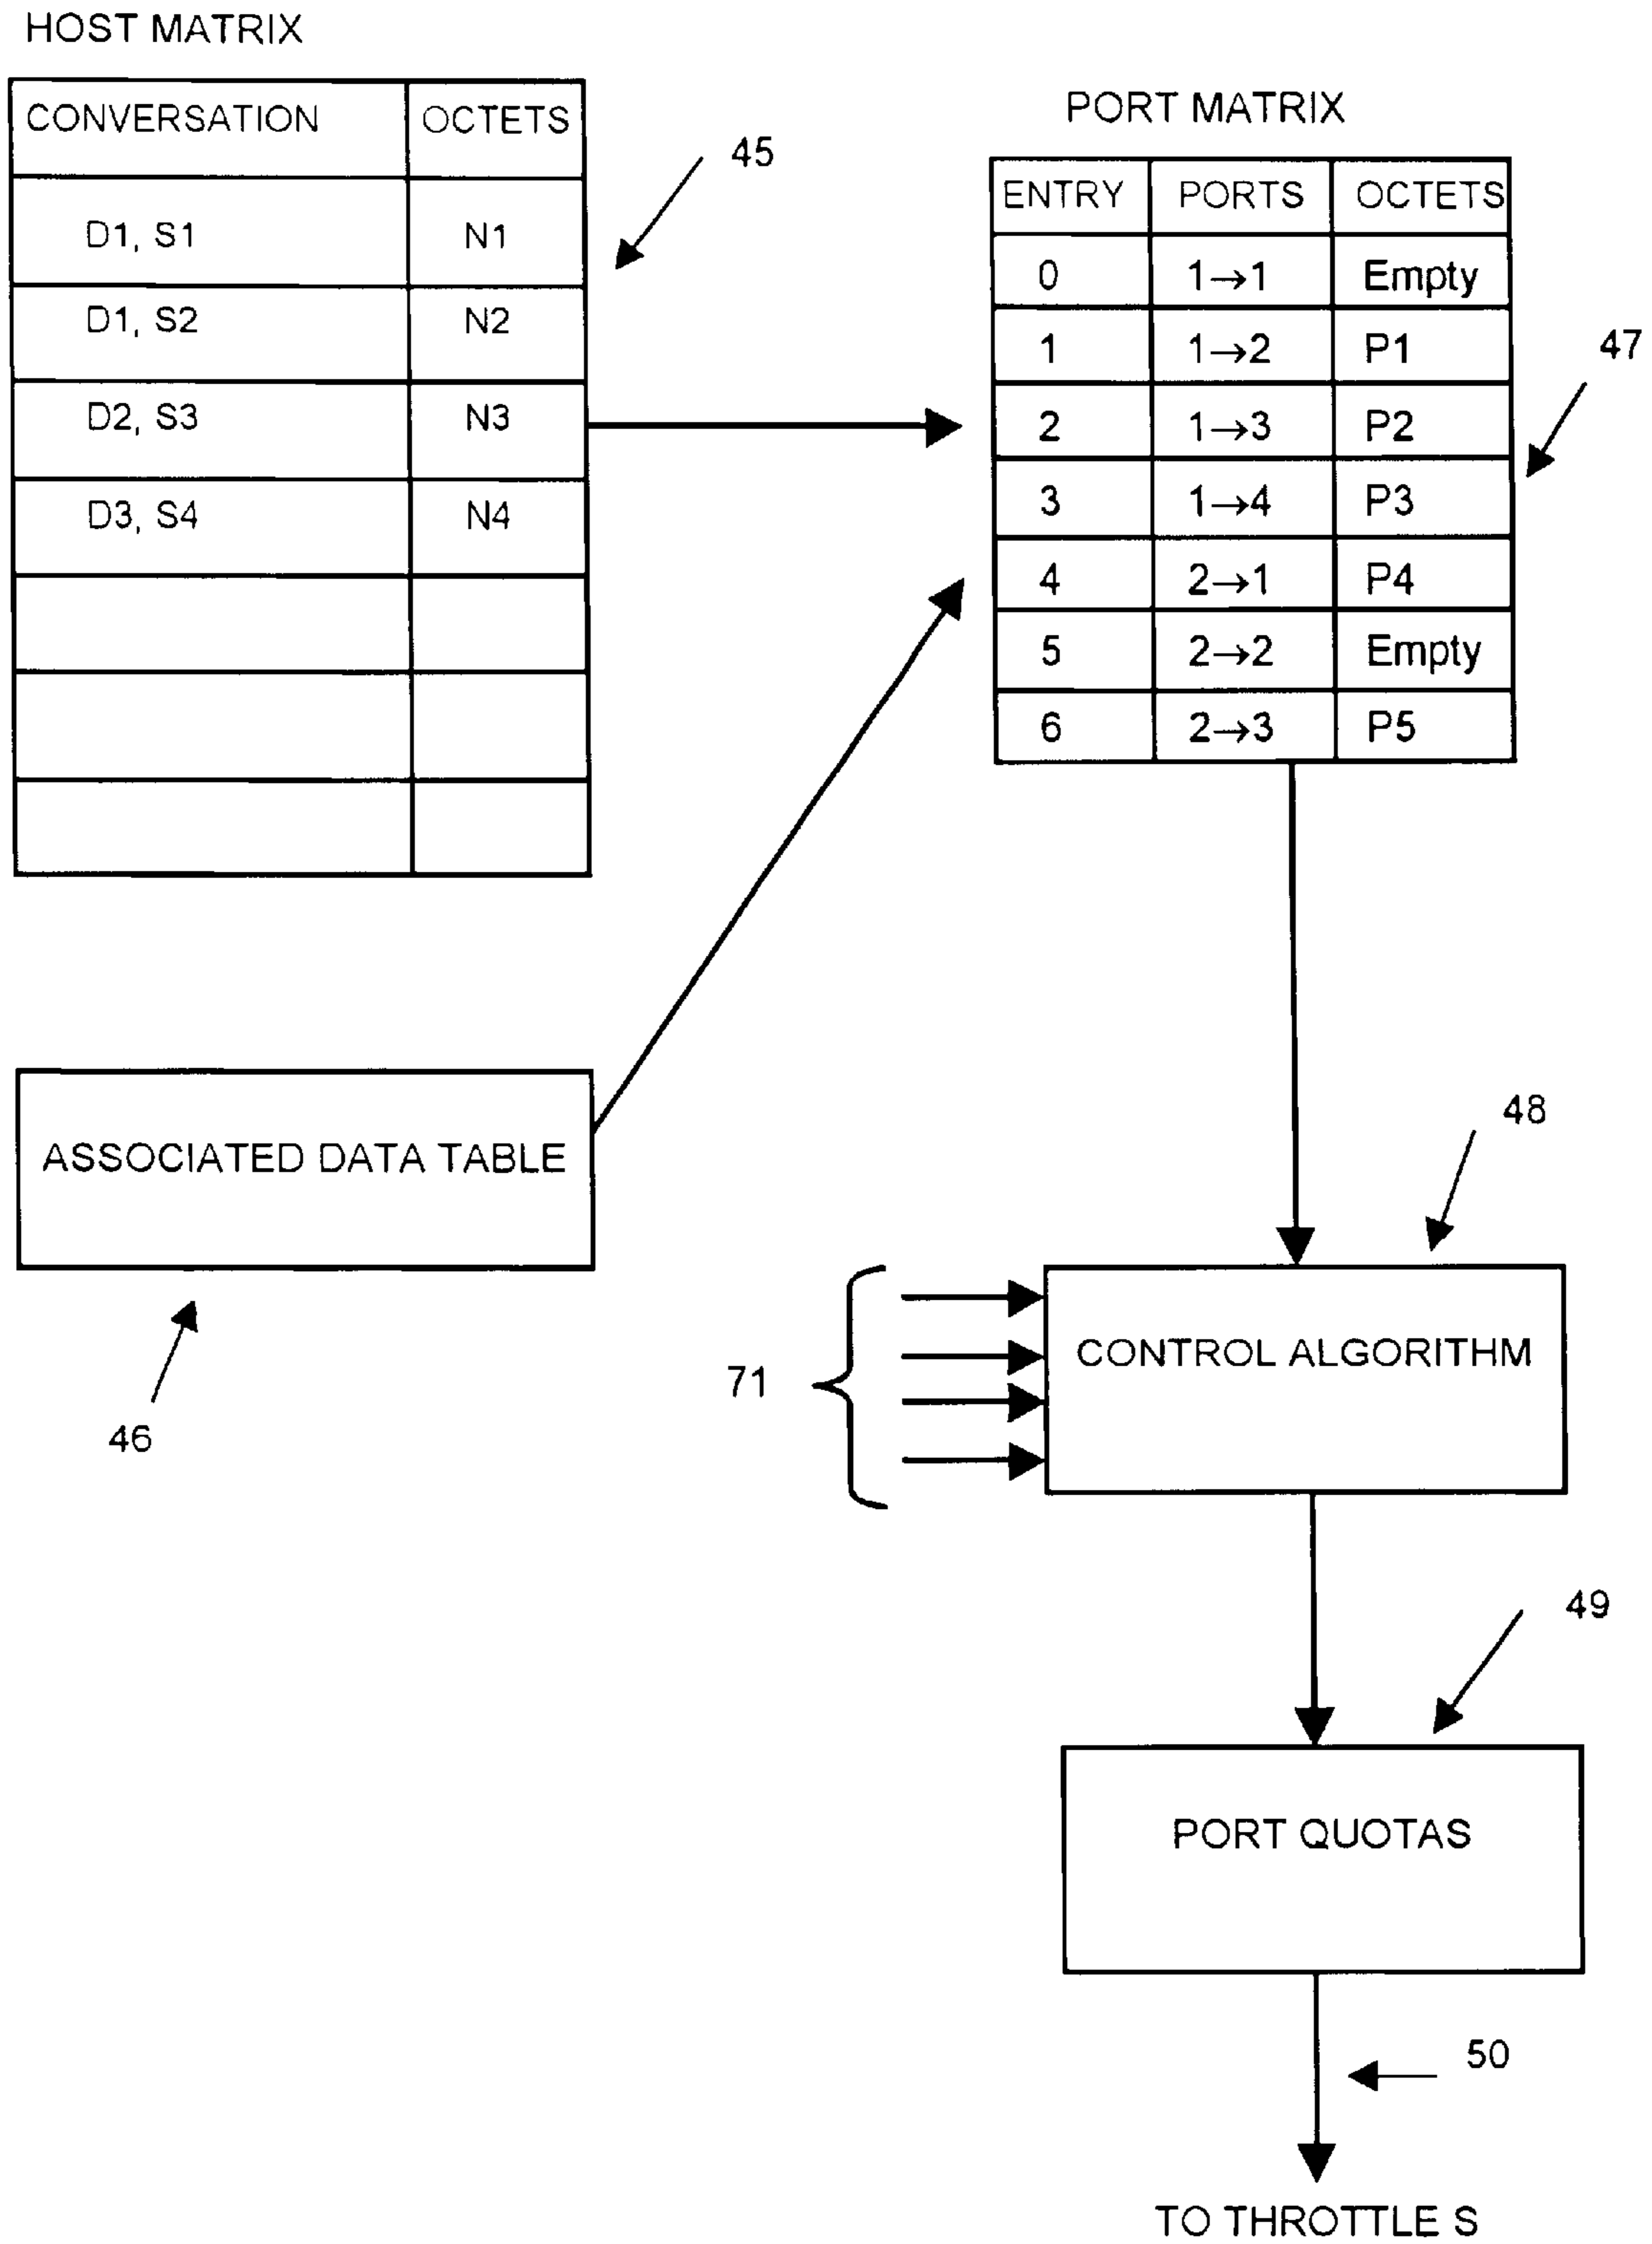 HOST MATRIX
CONVERSATION OCTETS
D1, S1 N1
D1, S2 N2
D2, S3 N3
D3, S4 N4
45
PORT MATRIX
ENTRY PORTS OCTETS
0 1→1 Empty
1 1→2 P1
2 1→3 P2
3 1→4 P3
4 2→1 P4
5 2→2 Empty
6 2→3 P5
47
ASSOCIATED DATA TABLE
46
48
71
CONTROL ALGORITHM
49
PORT QUOTAS
50
TO THROTTLE S